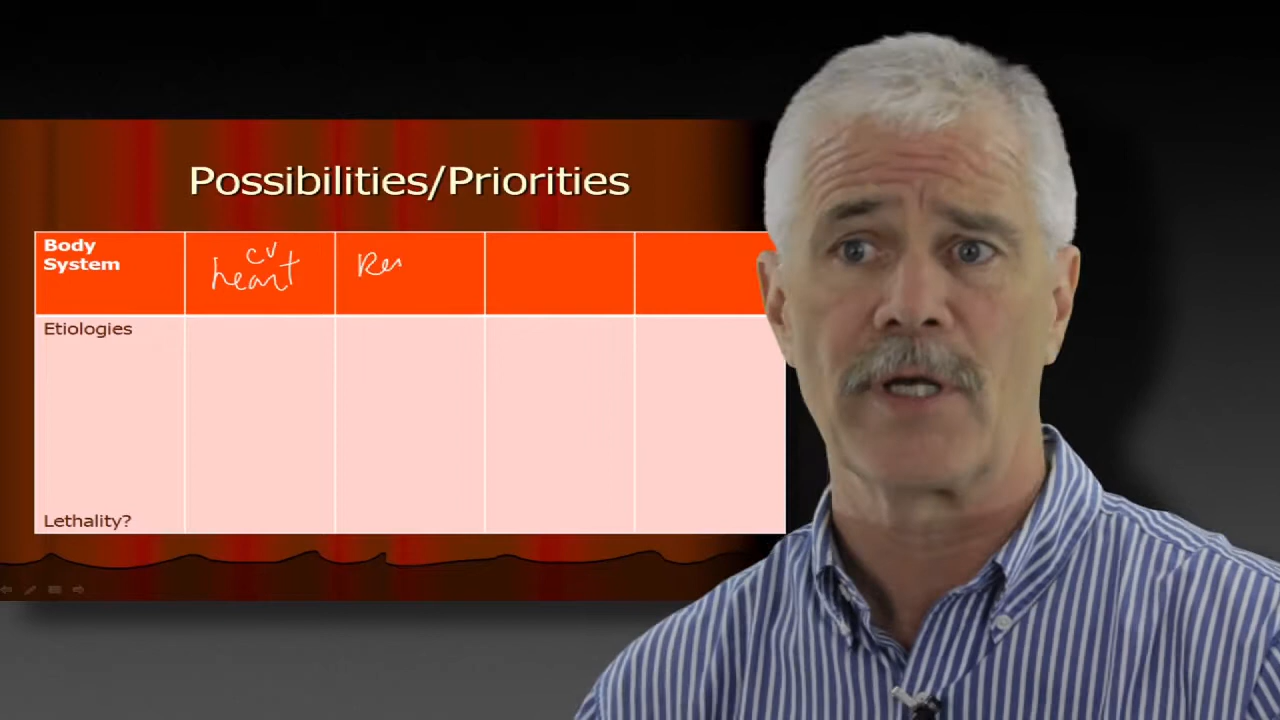 Possibilities/Priorities
Body
System
cv
heart
Res
Etiologies
Lethality?